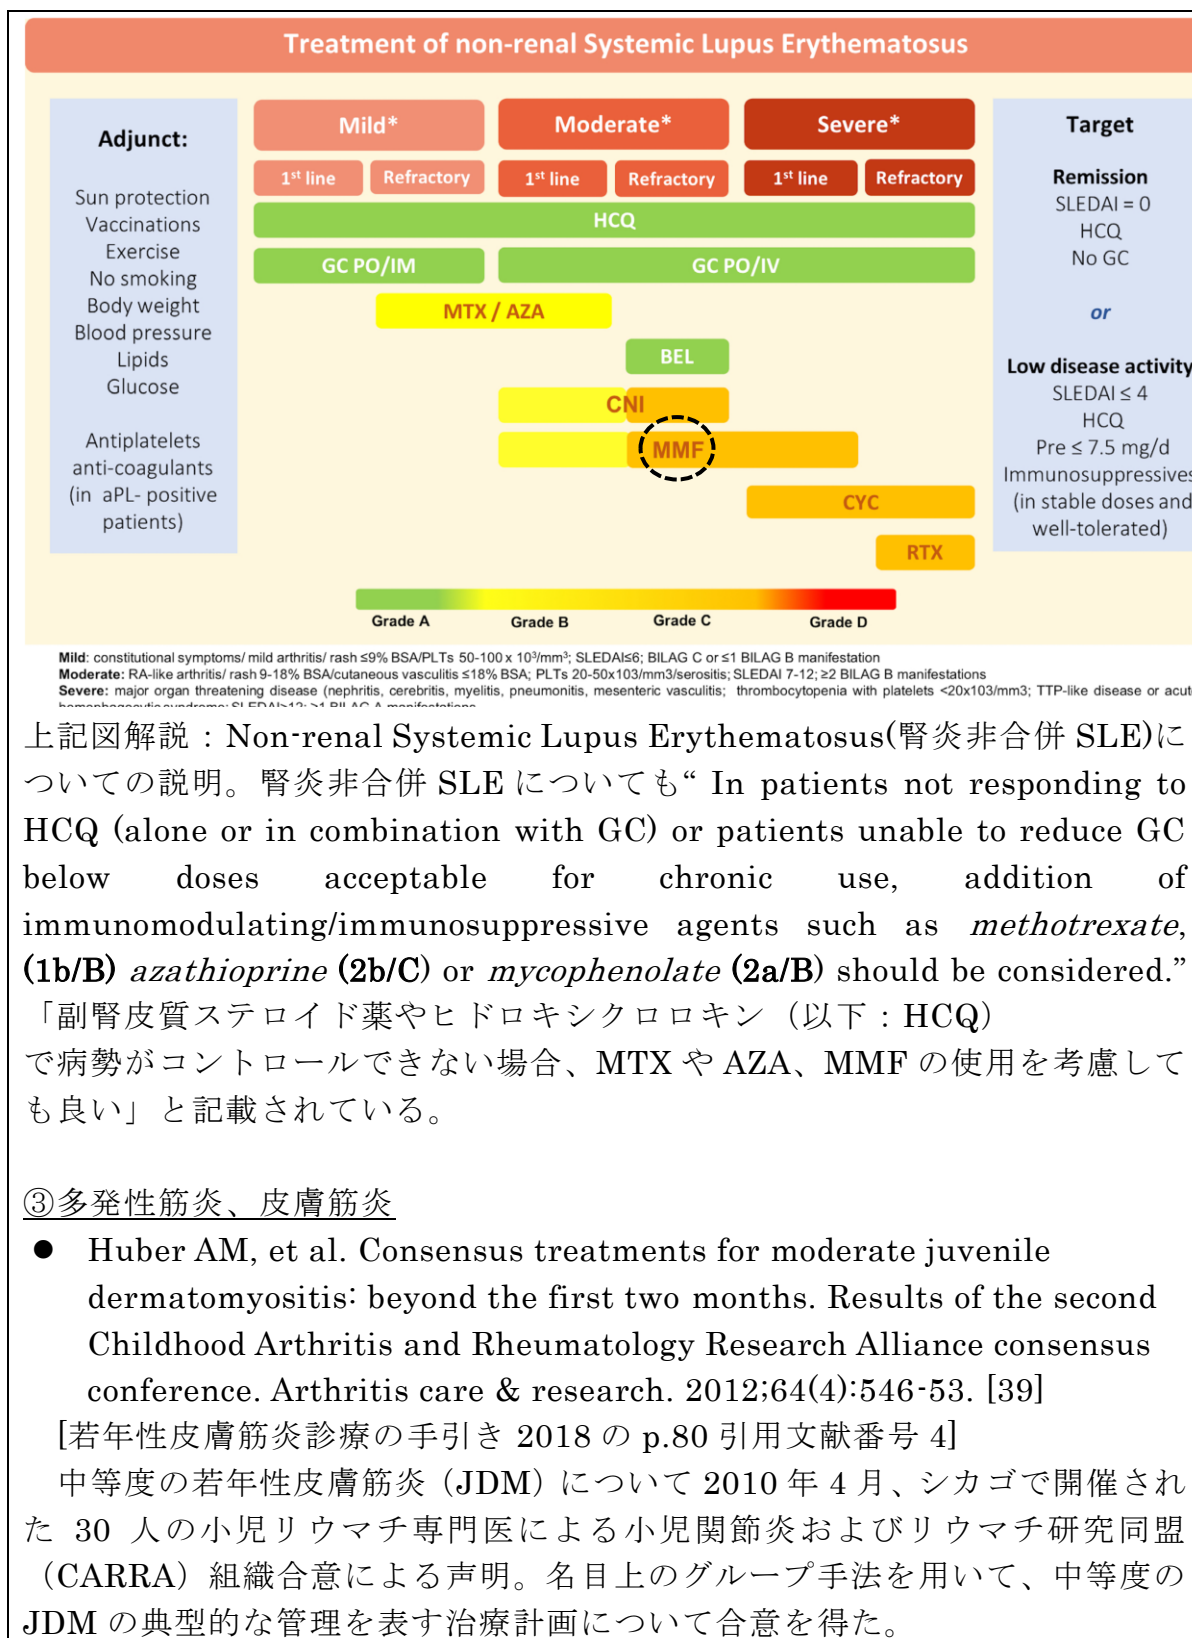 Treatment of non-renal Systemic Lupus Erythematosus
Adjunct:
Sun protection
Vaccinations
Exercise
No smoking
Body weight
Blood pressure
Lipids
Glucose
Antiplatelets
anti-coagulants
(in aPL- positive
patients)
Mild* Moderate* Severe*
1st line Refractory 1st line Refractory 1st line Refractory
HCQ
GC PO/IM GC PO/IV
MTX / AZA
BEL
CNI
MMF
CYC
RTX
Grade A Grade B Grade C Grade D
Target
Remission
SLEDAI = 0
HCQ
No GC
or
Low disease activity
SLEDAI ≤ 4
HCQ
Pre ≤ 7.5 mg/d
Immunosuppressives
(in stable doses and
well-tolerated)
Mild: constitutional symptoms/ mild arthritis/ rash ≤9% BSA/PLTs 50-100 x 10³/mm³; SLEDAI≤6; BILAG C or ≤1 BILAG B manifestation
Moderate: RA-like arthritis/ rash 9-18% BSA/cutaneous vasculitis ≤18% BSA; PLTs 20-50x103/mm3/serositis; SLEDAI 7-12; ≥2 BILAG B manifestations
Severe: major organ threatening disease (nephritis, cerebritis, myelitis, pneumonitis, mesenteric vasculitis; thrombocytopenia with platelets <20x103/mm3; TTP-like disease or acute
hemophagocytic syndrome; SLEDAI>12; ≥1 BILAG A manifestations
上記図解説:Non-renal Systemic Lupus Erythematosus(腎炎非合併 SLE)に
ついての説明。腎炎非合併 SLE についても“ In patients not responding to
HCQ (alone or in combination with GC) or patients unable to reduce GC
below doses acceptable for chronic use, addition of
immunomodulating/immunosuppressive agents such as methotrexate,
(1b/B) azathioprine (2b/C) or mycophenolate (2a/B) should be considered.”
「副腎皮質ステロイド薬やヒドロキシクロロキン(以下:HCQ)
で病勢がコントロールできない場合、MTX や AZA、MMF の使用を考慮して
も良い」と記載されている。
③多発性筋炎、皮膚筋炎
● Huber AM, et al. Consensus treatments for moderate juvenile
dermatomyositis: beyond the first two months. Results of the second
Childhood Arthritis and Rheumatology Research Alliance consensus
conference. Arthritis care & research. 2012;64(4):546-53. [39]
[若年性皮膚筋炎診療の手引き 2018 の p.80 引用文献番号 4]
中等度の若年性皮膚筋炎(JDM)について 2010 年 4 月、シカゴで開催され
た 30 人の小児リウマチ専門医による小児関節炎およびリウマチ研究同盟
(CARRA)組織合意による声明。名目上のグループ手法を用いて、中等度の
JDM の典型的な管理を表す治療計画について合意を得た。